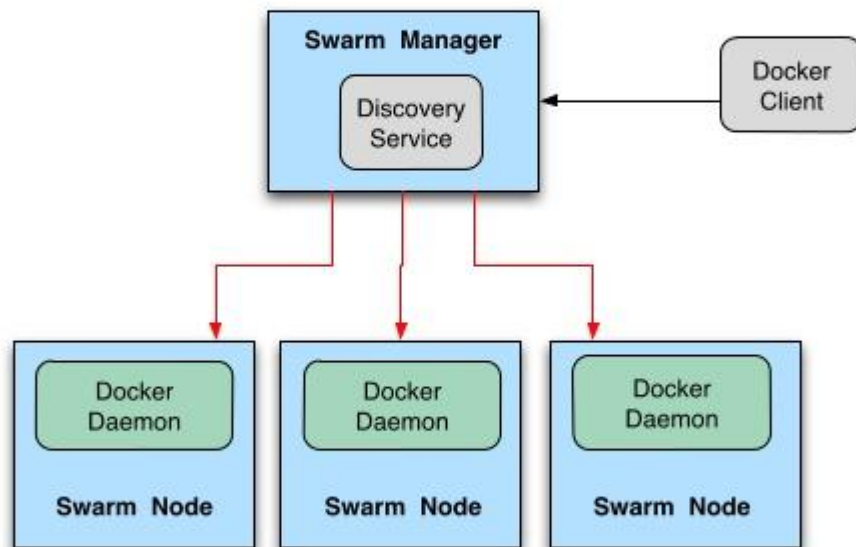 Swarm Manager
Discovery
Service
Docker
Client
Docker
Daemon
Swarm Node
Docker
Daemon
Swarm Node
Docker
Daemon
Swarm Node